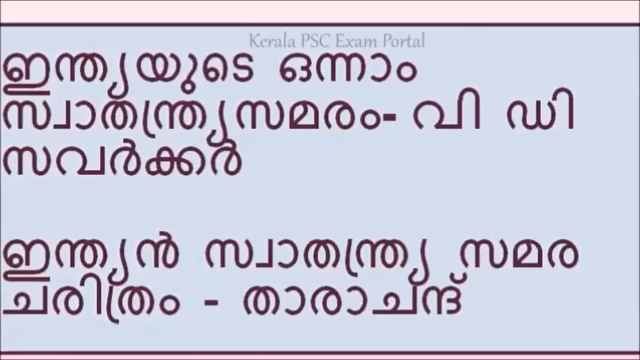 Kerala PSC Exam Portal
ഇന്ത്യയുടെ ഒന്നാം
സ്വാതന്ത്ര്യസമരം- വി ഡി
സവർക്കർ
ഇന്ത്യൻ സ്വാതന്ത്ര്യ സമര
ചരിത്രം - താരാചന്ദ്